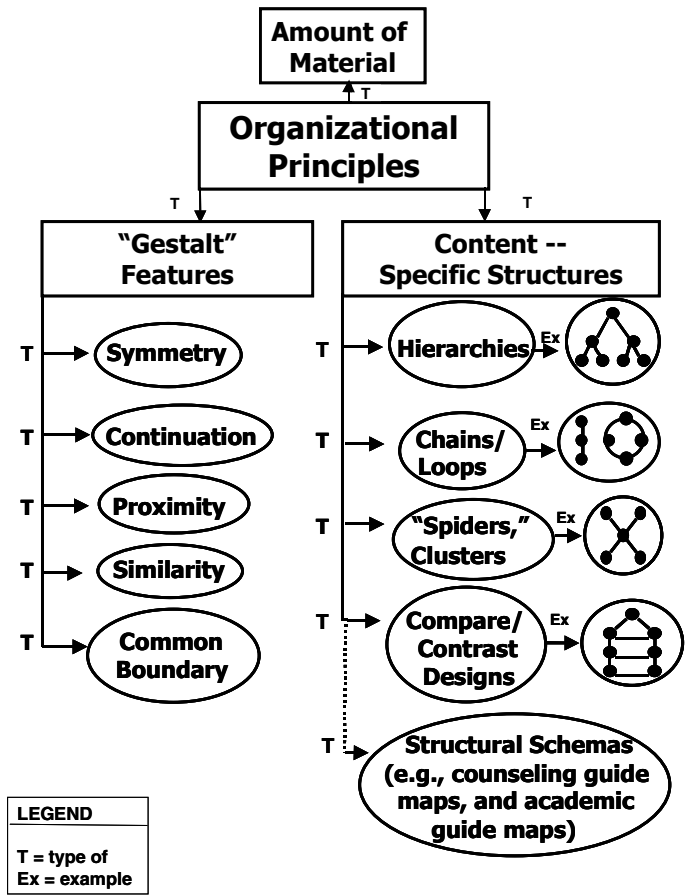 Amount of
Material
T
Organizational
Principles
T
T
“Gestalt”
Features
Content --
Specific Structures
T
Symmetry
T
Continuation
T
Proximity
T
Similarity
T
Common
Boundary
T
Hierarchies
Ex
T
Chains/
Loops
Ex
T
“Spiders,”
Clusters
Ex
T
Compare/
Contrast
Designs
Ex
T
Structural Schemas
(e.g., counseling guide
maps, and academic
guide maps)
LEGEND
T = type of
Ex = example